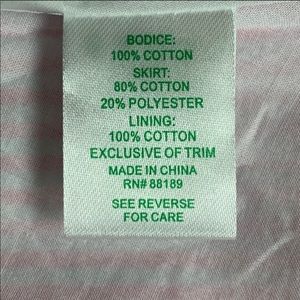 BODICE:
100% COTTON
SKIRT:
80% COTTON
20% POLYESTER
LINING:
100% COTTON
EXCLUSIVE OF TRIM
MADE IN CHINA
RN# 88189
SEE REVERSE
FOR CARE